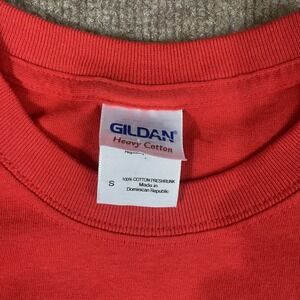 GILDAN
Heavy Cotton
S
100% COTTON PRESHRUNK
Made in
Dominican Republic